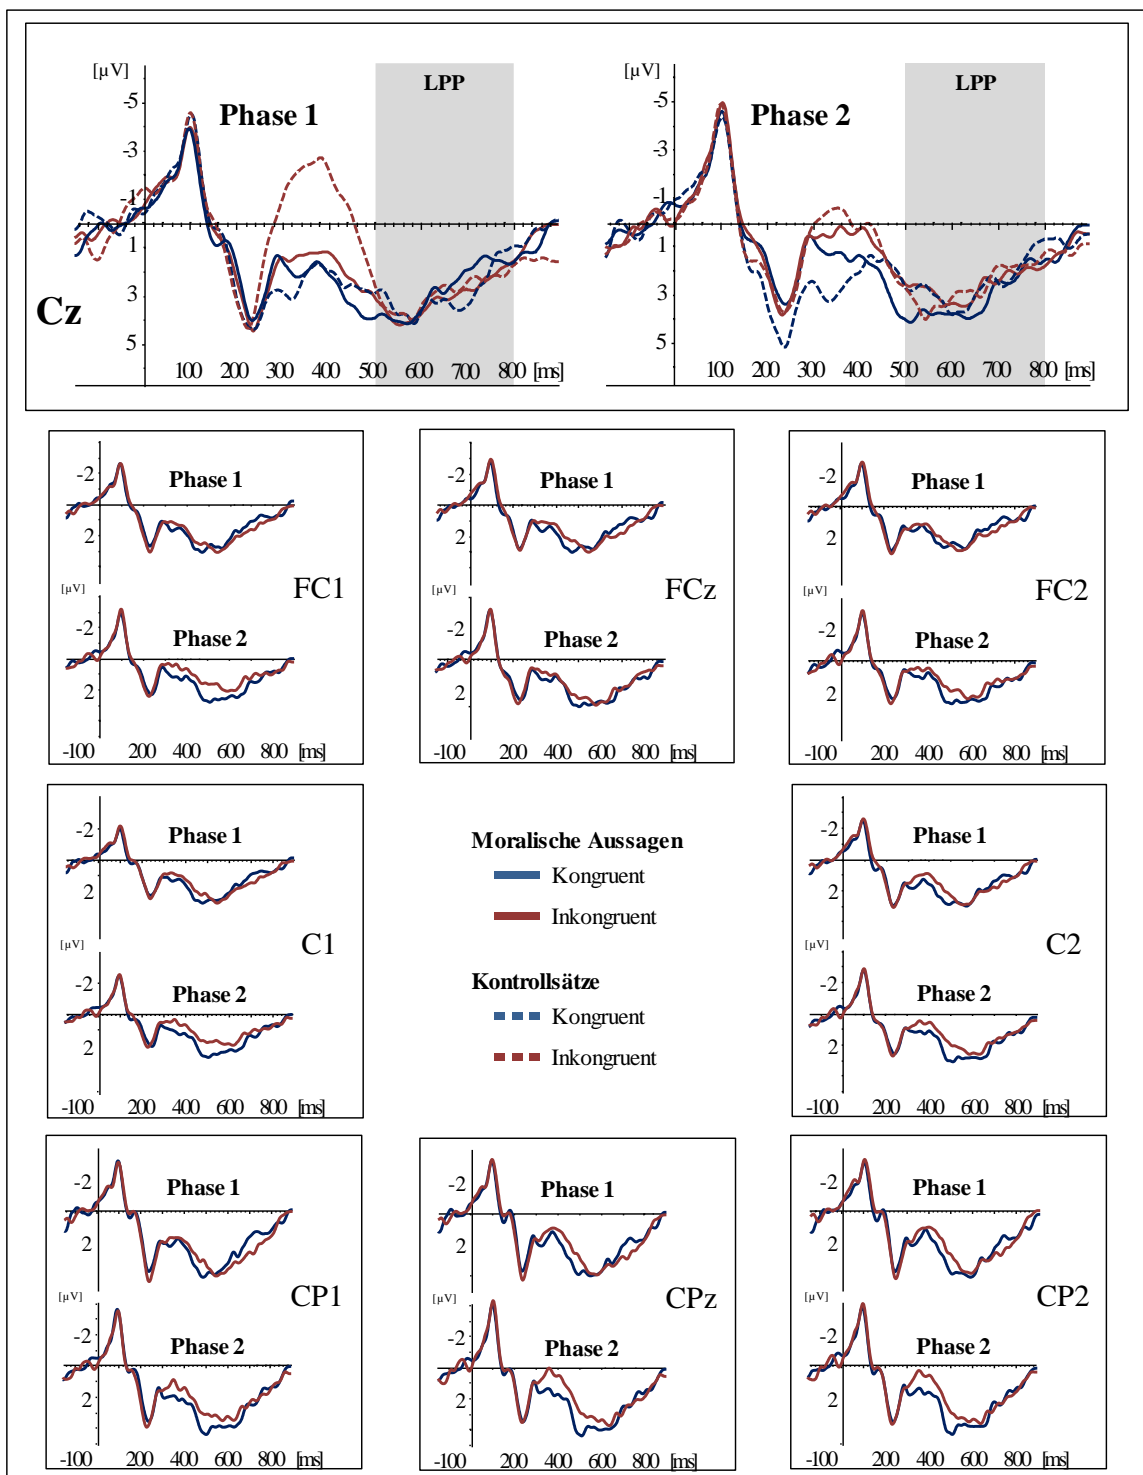 [µV] LPP [µV] LPP
-5 Phase 1 -5 Phase 2
-3 -3
-1 -1
1 1
Cz 3 3
5 5
100 200 300 400 500 600 700 800 [ms] 100 200 300 400 500 600 700 800 [ms]
-2 Phase 1 -2 Phase 1 -2 Phase 1
2 2 2
[µV] FC1 [µV] FCz [µV] FC2
-2 Phase 2 -2 Phase 2 -2 Phase 2
2 2 2
-100 200 400 600 800 [ms] -100 200 400 600 800 [ms] -100 200 400 600 800 [ms]
-2 Phase 1
2
[µV] C1
-2 Phase 2
2
-100 200 400 600 800 [ms]
Moralische Aussagen
Kongruent
Inkongruent
Kontrollsätze
Kongruent
Inkongruent
-2 Phase 1
2
[µV] C2
-2 Phase 2
2
-100 200 400 600 800 [ms]
-2 Phase 1 -2 Phase 1 -2 Phase 1
2 2 2
[µV] CP1 [µV] CPz [µV] CP2
-2 Phase 2 -2 Phase 2 -2 Phase 2
2 2 2
-100 200 400 600 800 [ms] -100 200 400 600 800 [ms] -100 200 400 600 800 [ms]